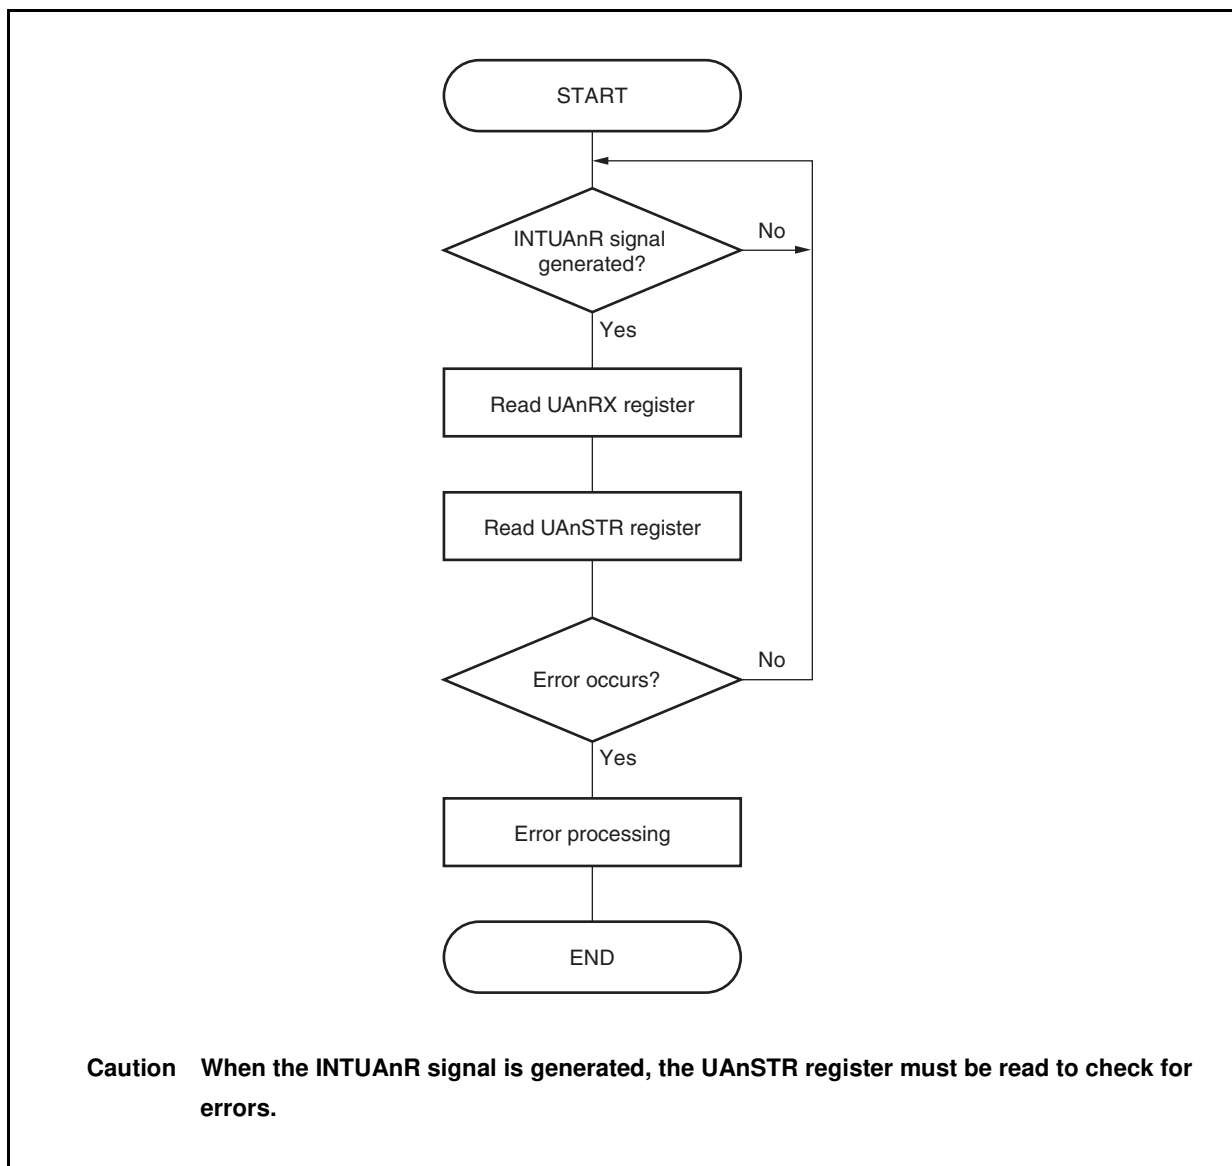 START
INTUAnR signal
generated?
No
Yes
Read UAnRX register
Read UAnSTR register
Error occurs?
No
Yes
Error processing
END
Caution When the INTUAnR signal is generated, the UAnSTR register must be read to check for
errors.